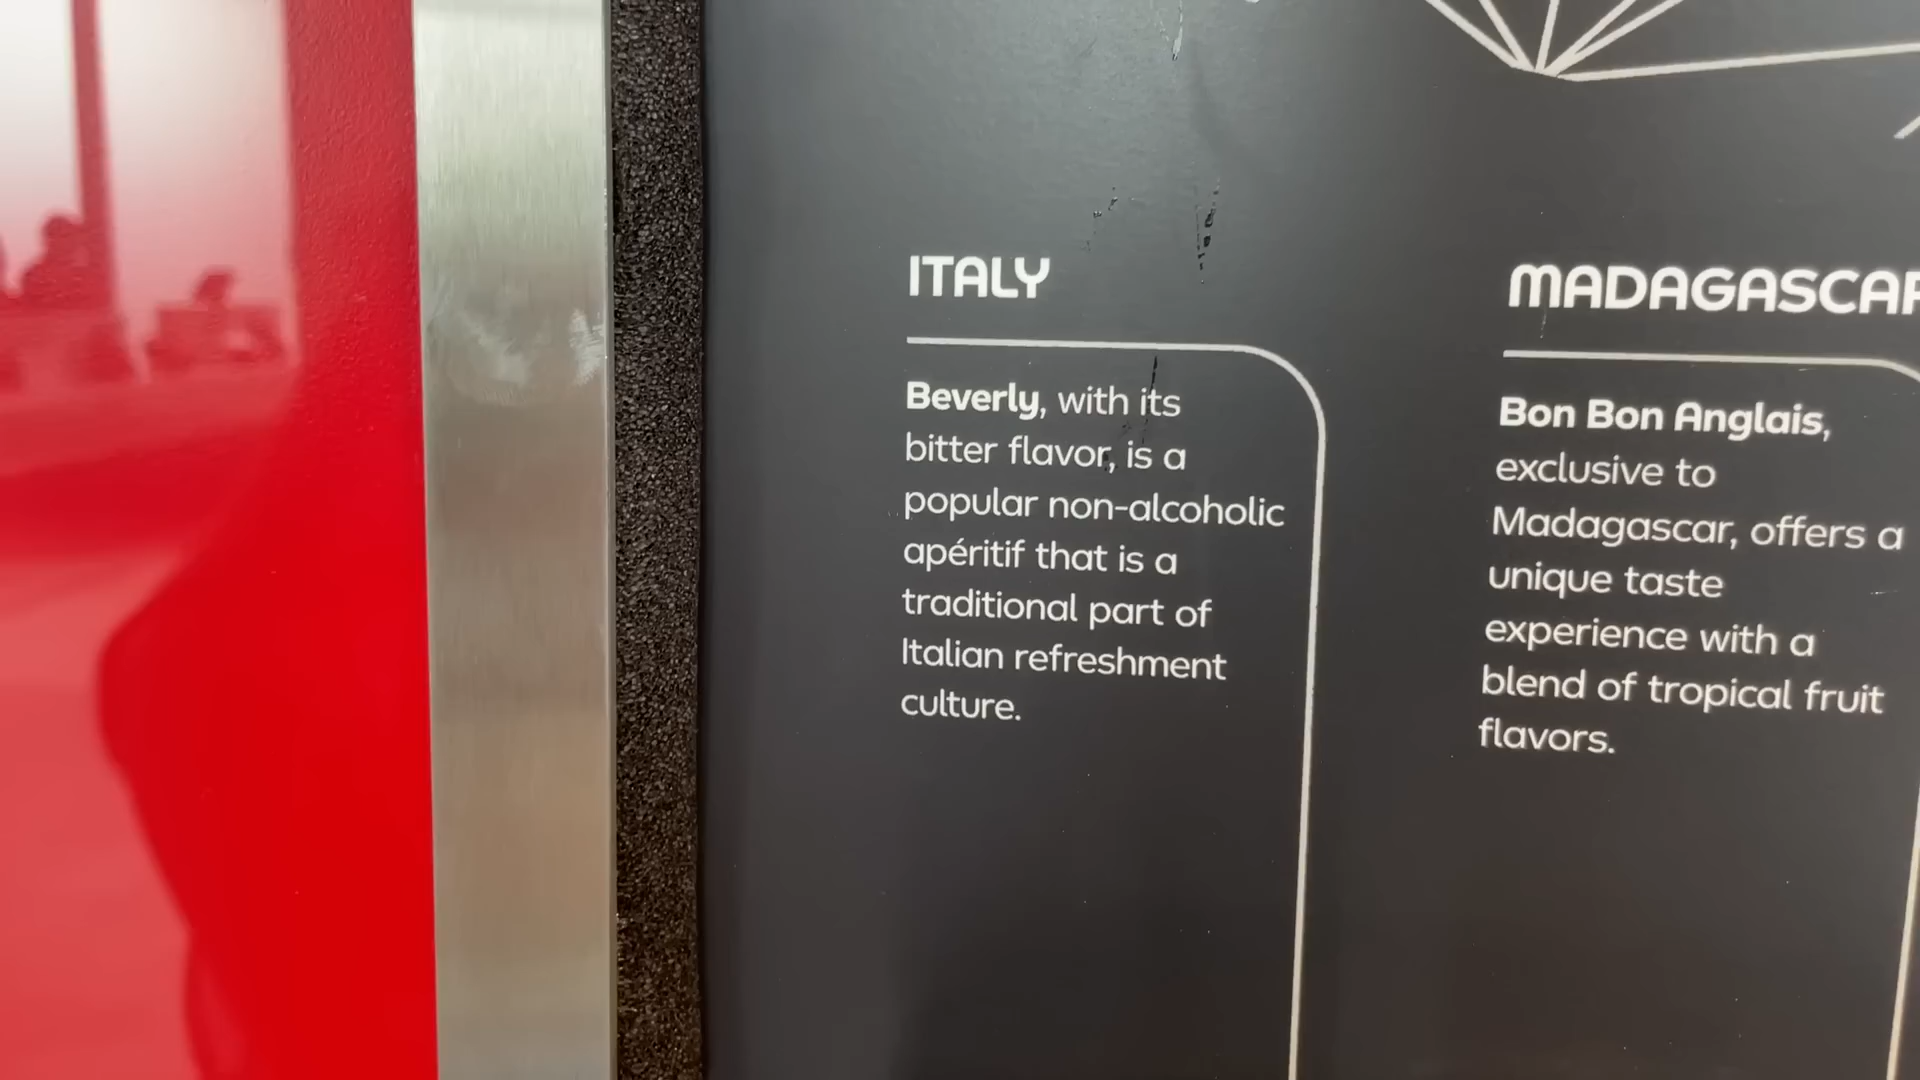 ITALY
Beverly, with its
bitter flavor, is a
popular non-alcoholic
apéritif that is a
traditional part of
Italian refreshment
culture.
MADAGASCAR
Bon Bon Anglais,
exclusive to
Madagascar, offers a
unique taste
experience with a
blend of tropical fruit
flavors.